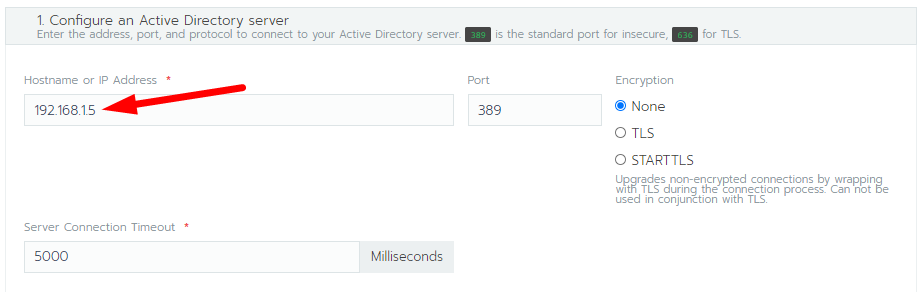 1. Configure an Active Directory server
Enter the address, port, and protocol to connect to your Active Directory server. 389 is the standard port for insecure, 636 for TLS.
Hostname or IP Address * Port Encryption
192.168.1.5 389 None
TLS
STARTTLS
Upgrades non-encrypted connections by wrapping
with TLS during the connection process. Can not be
used in conjunction with TLS.
Server Connection Timeout *
5000 Milliseconds